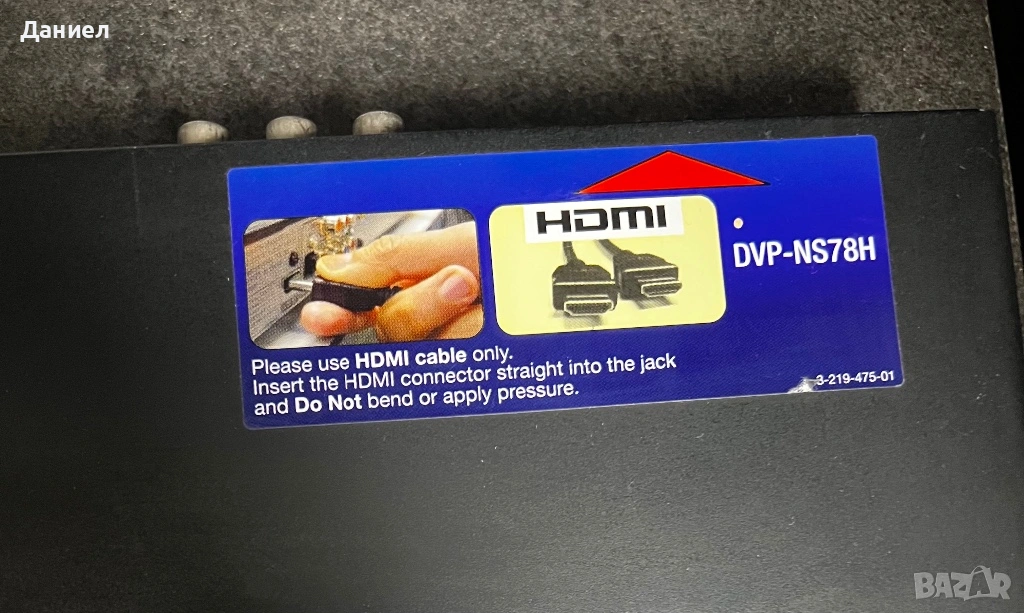 Даниел
HDMI
DVP-NS78H
Please use HDMI cable only.
Insert the HDMI connector straight into the jack
and Do Not bend or apply pressure.
3-219-475-01
BAZAR